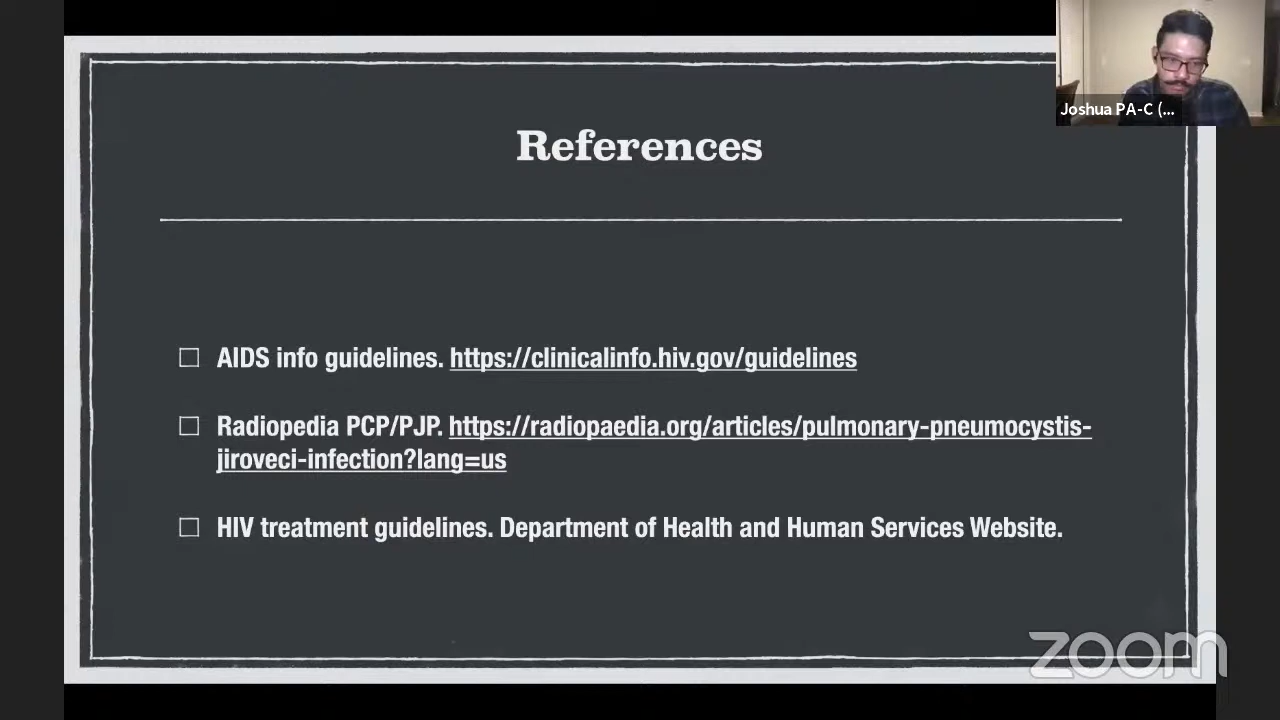 Joshua PA-C (...
References
AIDS info guidelines. https://clinicalinfo.hiv.gov/guidelines
Radiopedia PCP/PJP. https://radiopaedia.org/articles/pulmonary-pneumocystis-
jiroveci-infection?lang=us
HIV treatment guidelines. Department of Health and Human Services Website.
zoom